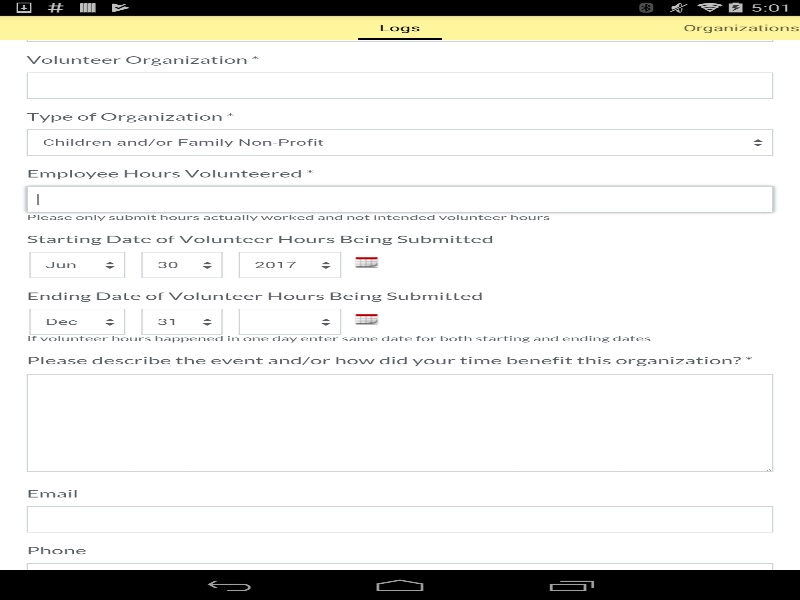 5:01
Logs Organizations
Volunteer Organization *
Type of Organization *
Children and/or Family Non-Profit
Employee Hours Volunteered *
Please only submit hours actually worked and not intended volunteer hours
Starting Date of Volunteer Hours Being Submitted
Jun 30 2017
Ending Date of Volunteer Hours Being Submitted
Dec 31
If volunteer hours happened in one day enter same date for both starting and ending dates
Please describe the event and/or how did your time benefit this organization? *
Email
Phone